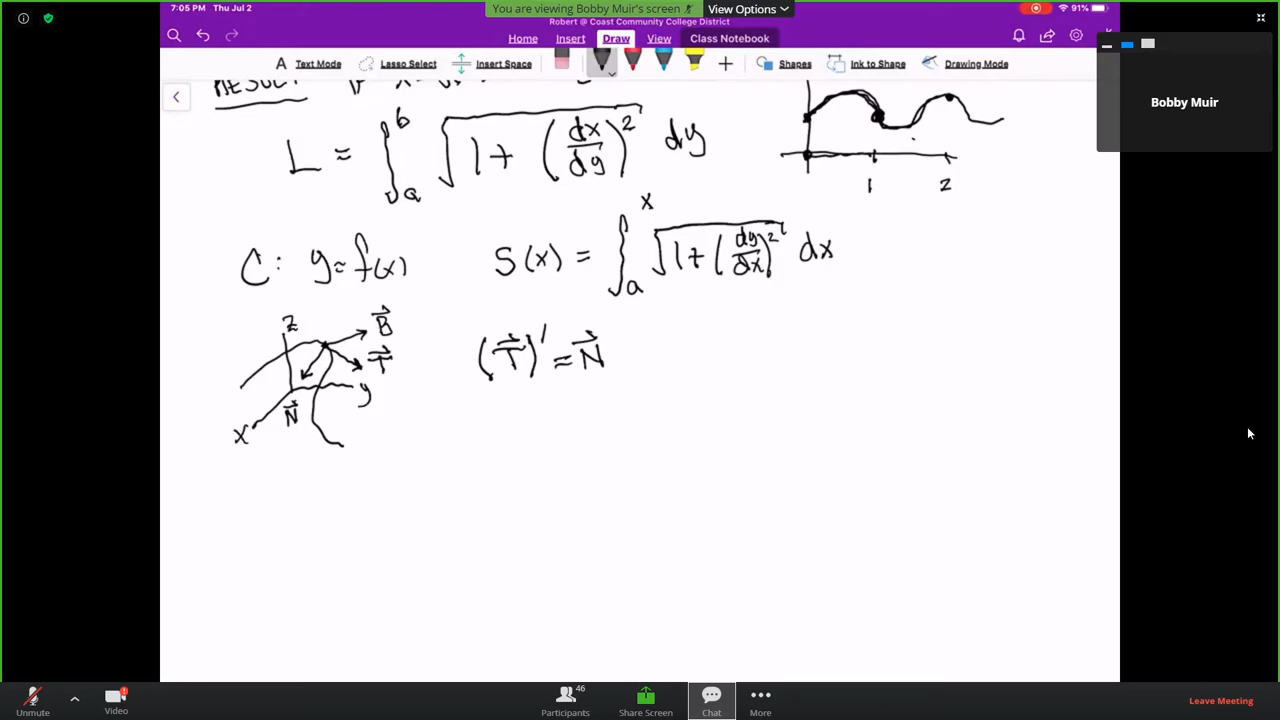 7:05 PM Thu Jul 2
You are viewing Bobby Muir's screen
View Options
91%
Robert @ Coast Community College District
Home Insert Draw View Class Notebook
Text Mode Lasso Select Insert Space Shapes Ink to Shape Drawing Mode
Bobby Muir
RESULT
L = ∫_a^b √(1 + (dx/dy)^2) dy
1 2
C: y = f(x) S(x) = ∫_a^x √(1 + (dy/dx)^2) dx
z B⃗
(T⃗)' = N⃗
T⃗
y
N⃗
x
46
Unmute Video Participants Share Screen Chat More Leave Meeting